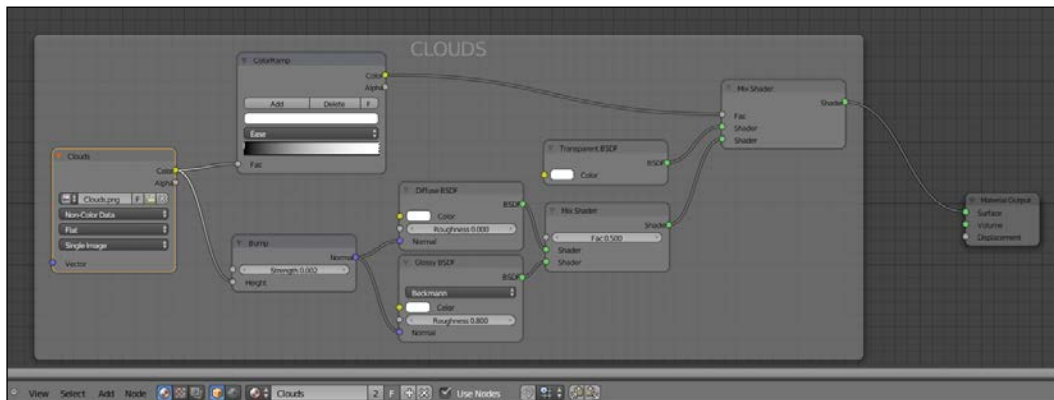 CLOUDS
ColorRamp
Color
Alpha
Add Delete F
Ease
Fac
Clouds
Color
Alpha
Clouds.png F
Non-Color Data
Flat
Single Image
Vector
Bump
Normal
Strength 0.002
Height
Diffuse BSDF
BSDF
Color
Roughness 0.000
Normal
Glossy BSDF
BSDF
Beckmann
Color
Roughness 0.800
Normal
Transparent BSDF
BSDF
Color
Mix Shader
Shader
Fac 0.500
Shader
Shader
Mix Shader
Shader
Fac
Shader
Shader
Material Output
Surface
Volume
Displacement
View Select Add Node Clouds 2 F Use Nodes